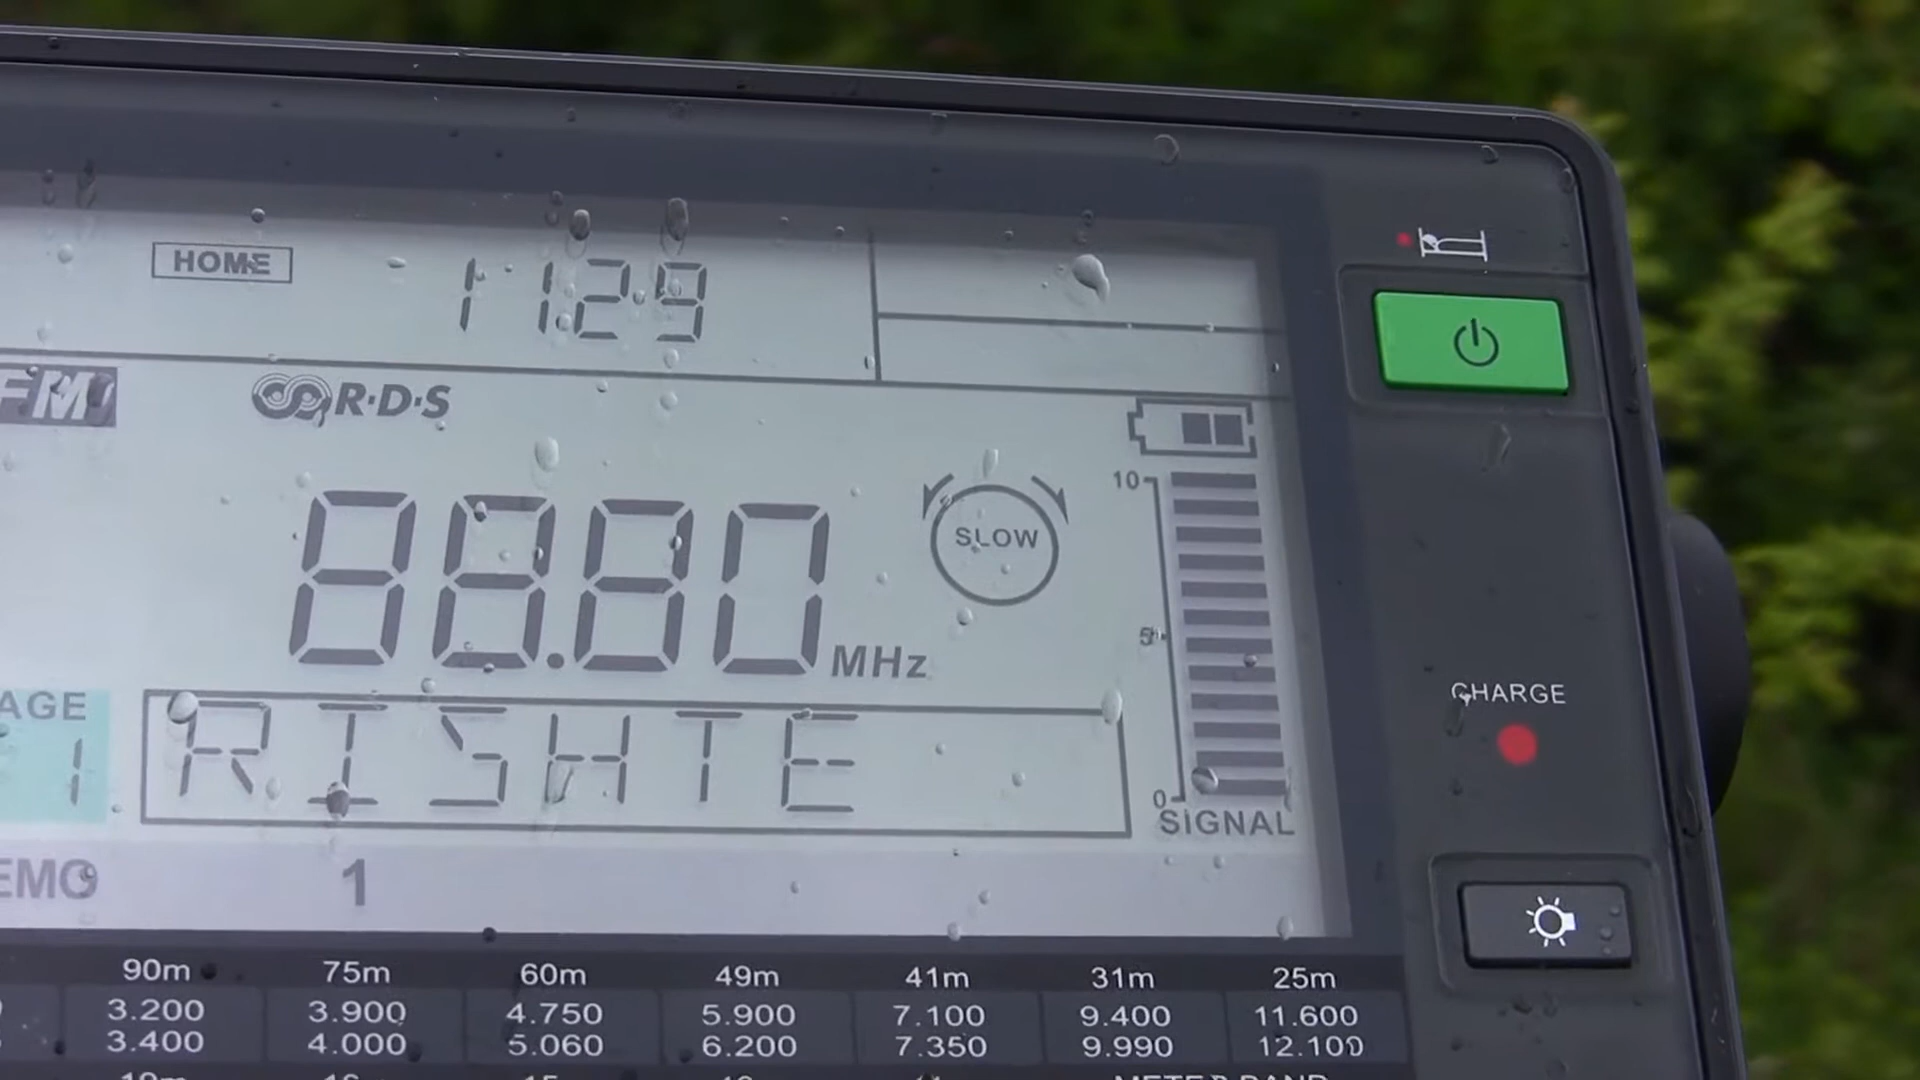 HOME 11:29
FM R·D·S
88.80 MHz
SLOW
10
5
0
SIGNAL
AGE
1
RISHTE
EMO 1
CHARGE
90m 75m 60m 49m 41m 31m 25m
3.200 3.900 4.750 5.900 7.100 9.400 11.600
3.400 4.000 5.060 6.200 7.350 9.990 12.100
METER BAND